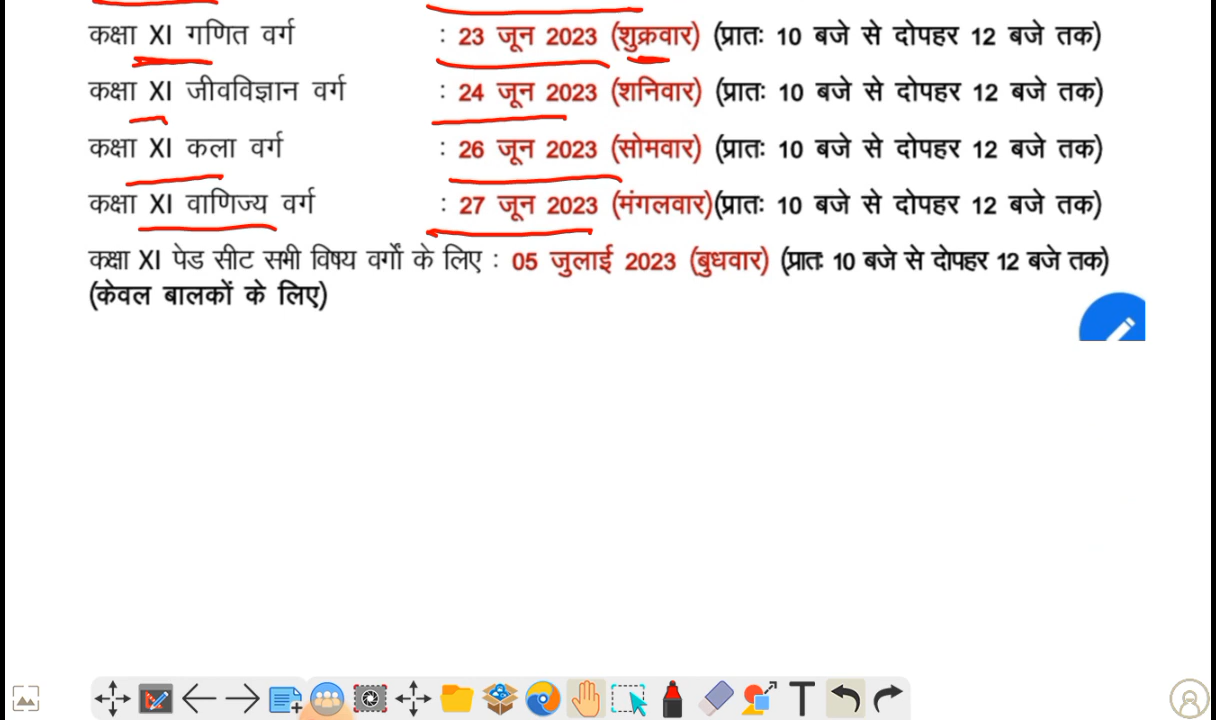 कक्षा XI गणित वर्ग : 23 जून 2023 (शुक्रवार) (प्रातः 10 बजे से दोपहर 12 बजे तक)
कक्षा XI जीवविज्ञान वर्ग : 24 जून 2023 (शनिवार) (प्रातः 10 बजे से दोपहर 12 बजे तक)
कक्षा XI कला वर्ग : 26 जून 2023 (सोमवार) (प्रातः 10 बजे से दोपहर 12 बजे तक)
कक्षा XI वाणिज्य वर्ग : 27 जून 2023 (मंगलवार)(प्रातः 10 बजे से दोपहर 12 बजे तक)
कक्षा XI पेड सीट सभी विषय वर्गों के लिए : 05 जुलाई 2023 (बुधवार) (प्रातः 10 बजे से दोपहर 12 बजे तक)
(केवल बालकों के लिए)